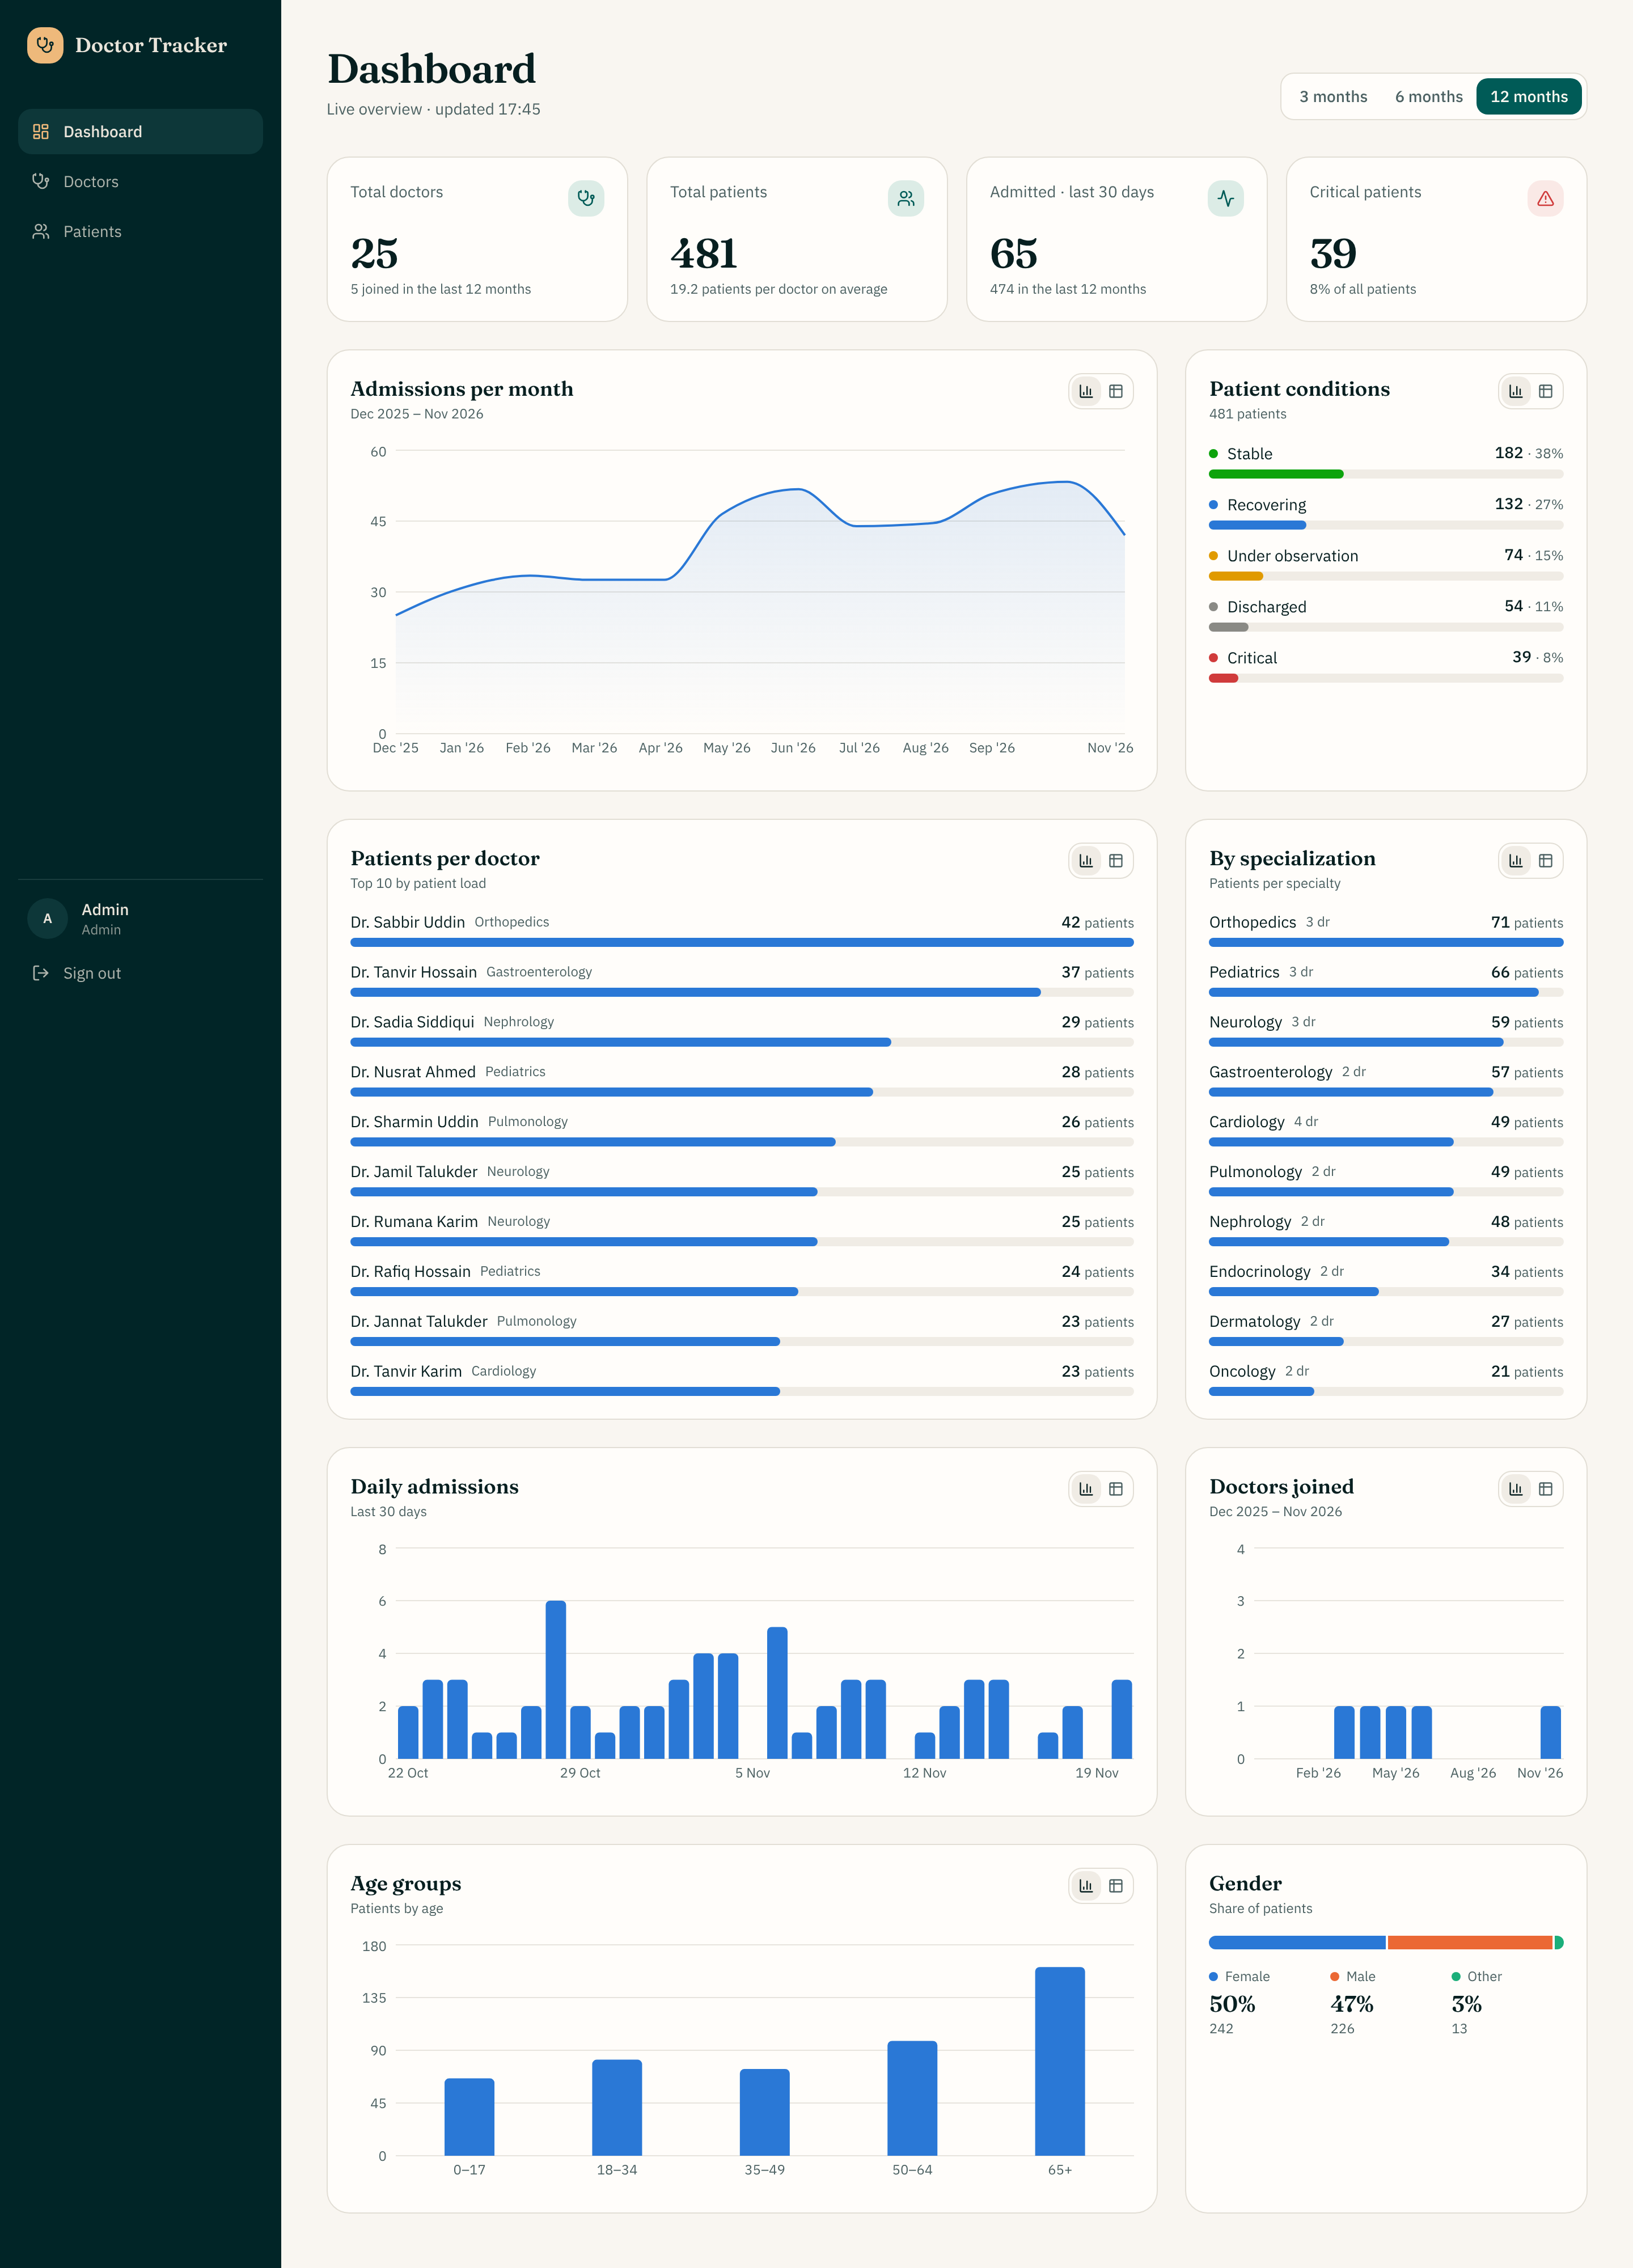 Doctor Tracker
Dashboard
Doctors
Patients
Admin
A
Admin
Sign out
Dashboard
Live overview · updated 17:45
3 months 6 months 12 months
Total doctors
25
5 joined in the last 12 months
Total patients
481
19.2 patients per doctor on average
Admitted · last 30 days
65
474 in the last 12 months
Critical patients
39
8% of all patients
Admissions per month
Dec 2025 – Nov 2026
60
45
30
15
0
Dec '25 Jan '26 Feb '26 Mar '26 Apr '26 May '26 Jun '26 Jul '26 Aug '26 Sep '26 Nov '26
Patient conditions
481 patients
Stable 182 · 38%
Recovering 132 · 27%
Under observation 74 · 15%
Discharged 54 · 11%
Critical 39 · 8%
Patients per doctor
Top 10 by patient load
Dr. Sabbir Uddin Orthopedics 42 patients
Dr. Tanvir Hossain Gastroenterology 37 patients
Dr. Sadia Siddiqui Nephrology 29 patients
Dr. Nusrat Ahmed Pediatrics 28 patients
Dr. Sharmin Uddin Pulmonology 26 patients
Dr. Jamil Talukder Neurology 25 patients
Dr. Rumana Karim Neurology 25 patients
Dr. Rafiq Hossain Pediatrics 24 patients
Dr. Jannat Talukder Pulmonology 23 patients
Dr. Tanvir Karim Cardiology 23 patients
By specialization
Patients per specialty
Orthopedics 3 dr 71 patients
Pediatrics 3 dr 66 patients
Neurology 3 dr 59 patients
Gastroenterology 2 dr 57 patients
Cardiology 4 dr 49 patients
Pulmonology 2 dr 49 patients
Nephrology 2 dr 48 patients
Endocrinology 2 dr 34 patients
Dermatology 2 dr 27 patients
Oncology 2 dr 21 patients
Daily admissions
Last 30 days
8
6
4
2
0
22 Oct 29 Oct 5 Nov 12 Nov 19 Nov
Doctors joined
Dec 2025 – Nov 2026
4
3
2
1
0
Feb '26 May '26 Aug '26 Nov '26
Age groups
Patients by age
180
135
90
45
0
0–17 18–34 35–49 50–64 65+
Gender
Share of patients
Female Male Other
50% 47% 3%
242 226 13